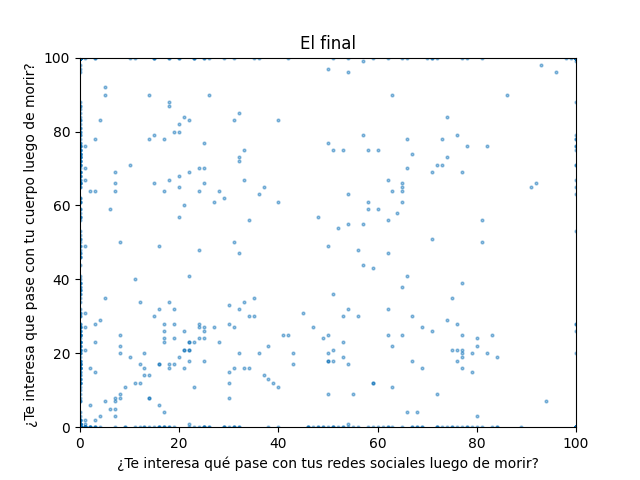 El final
100
80
60
40
20
0
0 20 40 60 80 100
¿Te interesa que pase con tu cuerpo luego de morir?
¿Te interesa qué pase con tus redes sociales luego de morir?